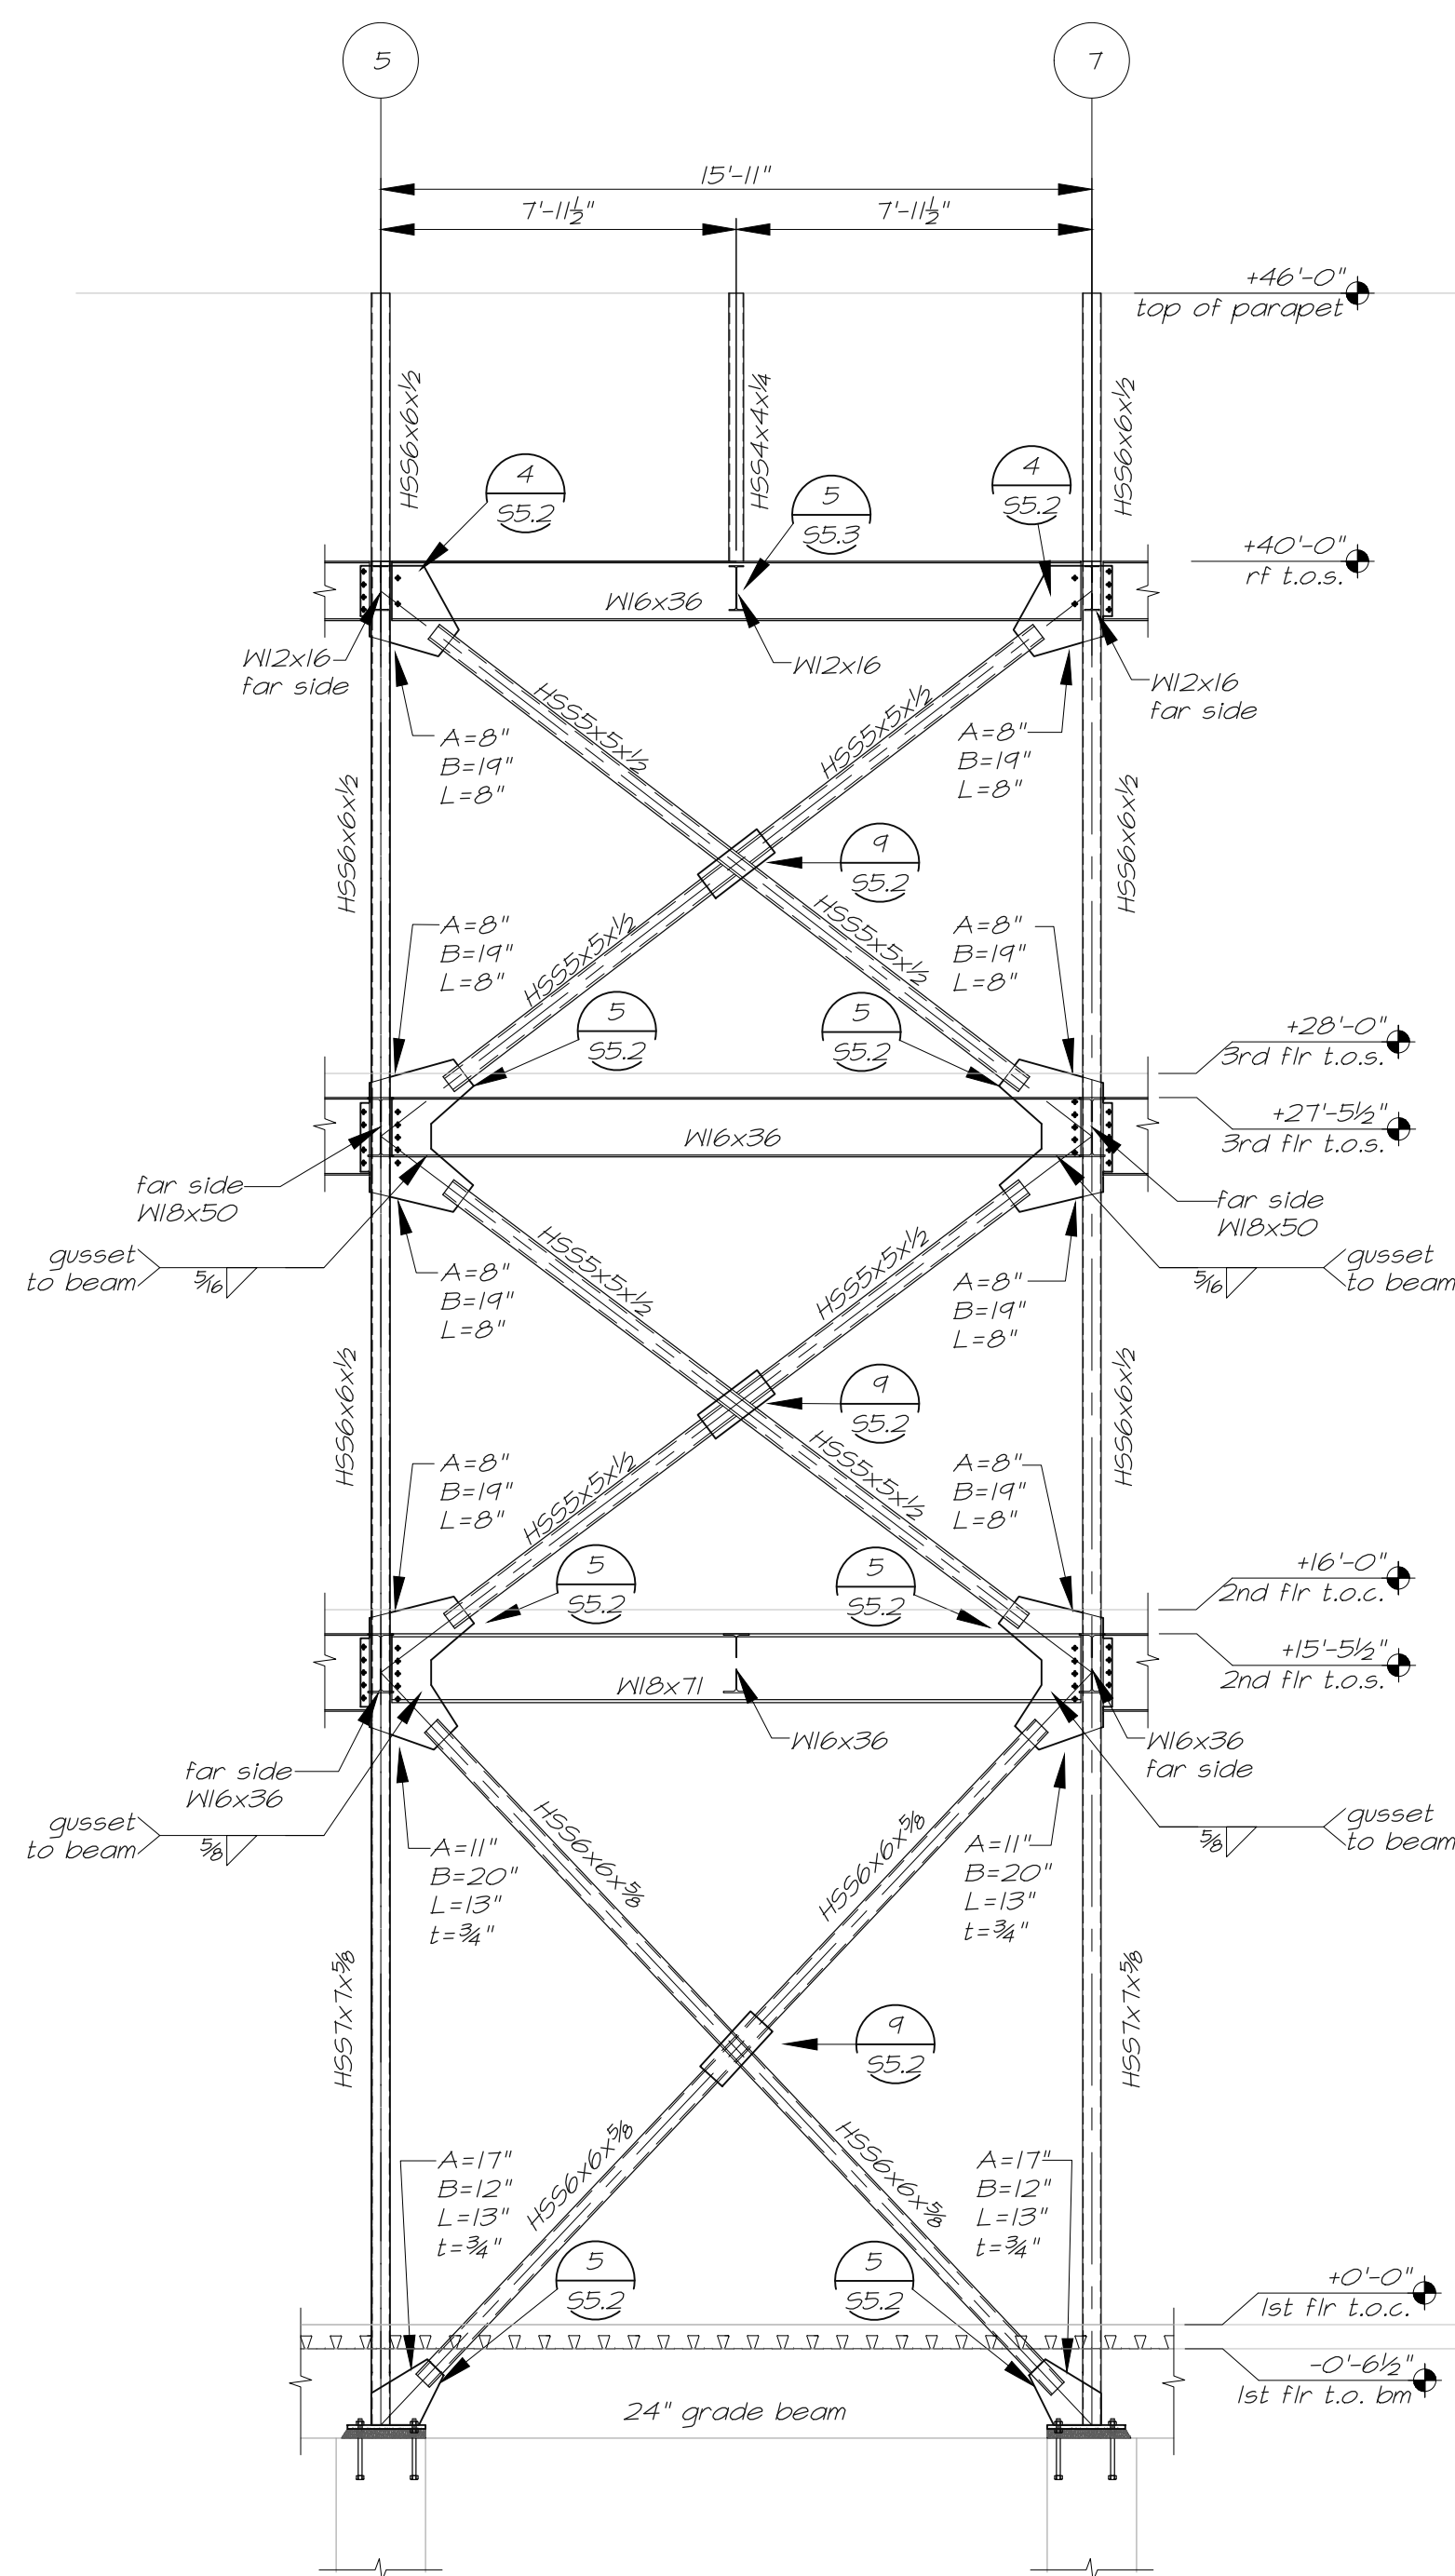 5
7
15'-11"
7'-11½"
7'-11½"
+46'-0"
top of parapet
HSS6x6x½
HSS4x4x¼
HSS6x6x½
4
S5.2
5
S5.3
4
S5.2
+40'-0"
rf t.o.s.
W16x36
W12x16
far side
W12x16
W12x16
far side
HSS5x5x½
HSS5x5x½
A=8"
B=19"
L=8"
A=8"
B=19"
L=8"
HSS6x6x½
HSS6x6x½
9
S5.2
A=8"
B=19"
L=8"
HSS5x5x½
HSS5x5x½
A=8"
B=19"
L=8"
5
S5.2
5
S5.2
+28'-0"
3rd flr t.o.s.
+27'-5½"
3rd flr t.o.s.
W16x36
far side
W18x50
far side
W18x50
gusset
to beam
5/16
5/16
gusset
to beam
A=8"
B=19"
L=8"
HSS5x5x½
HSS5x5x½
A=8"
B=19"
L=8"
HSS6x6x½
HSS6x6x½
9
S5.2
A=8"
B=19"
L=8"
HSS5x5x½
HSS5x5x½
A=8"
B=19"
L=8"
5
S5.2
5
S5.2
+16'-0"
2nd flr t.o.c.
+15'-5½"
2nd flr t.o.s.
W18x71
W16x36
W16x36
far side
far side
W16x36
gusset
to beam
5/8
5/8
gusset
to beam
A=11"
B=20"
L=13"
t=¾"
HSS6x6x5/8
HSS6x6x5/8
A=11"
B=20"
L=13"
t=¾"
HSS7x7x5/8
HSS7x7x5/8
9
S5.2
A=17"
B=12"
L=13"
t=¾"
HSS6x6x5/8
HSS6x6x5/8
A=17"
B=12"
L=13"
t=¾"
5
S5.2
5
S5.2
+0'-0"
1st flr t.o.c.
-0'-6½"
1st flr t.o. bm
24" grade beam